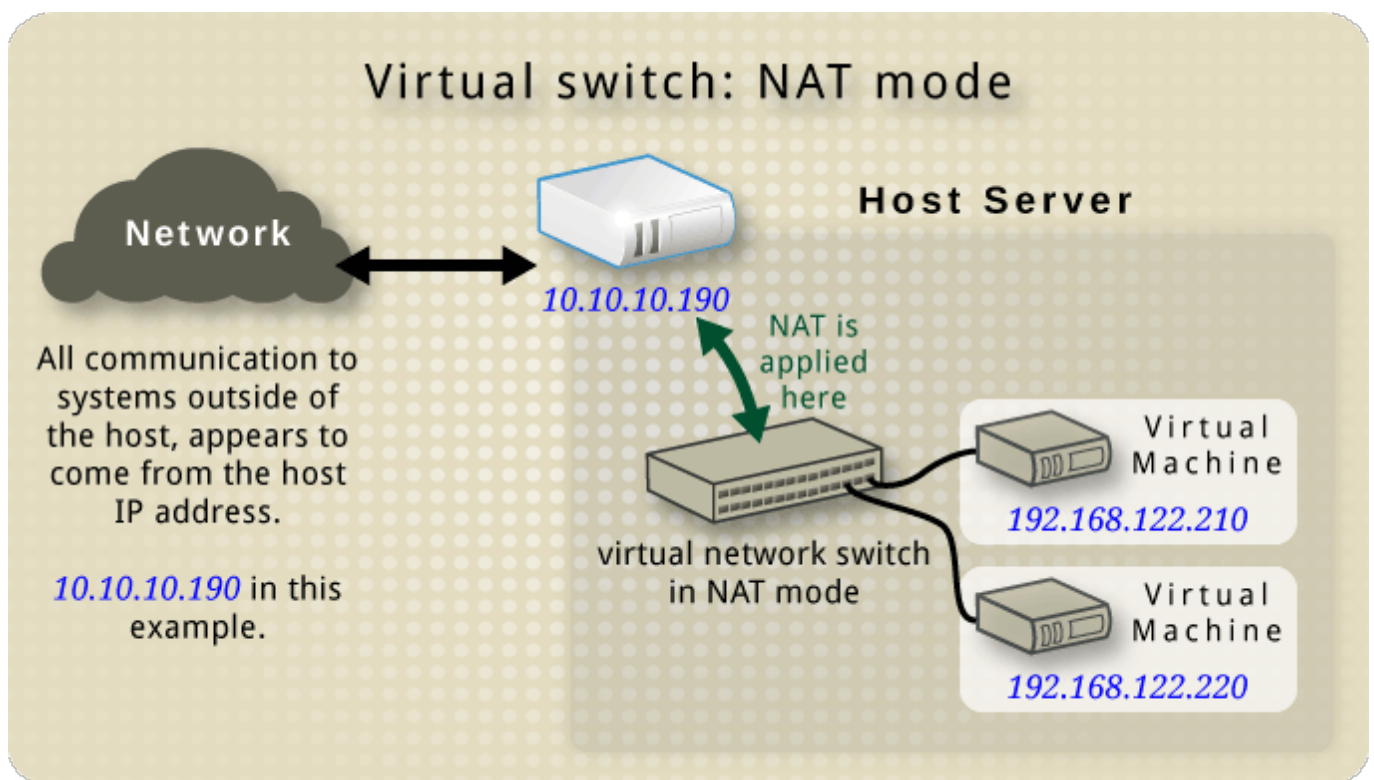 Virtual switch: NAT mode
Network
Host Server
10.10.10.190
NAT is
applied
here
All communication to
systems outside of
the host, appears to
come from the host
IP address.
10.10.10.190 in this
example.
virtual network switch
in NAT mode
Virtual
Machine
192.168.122.210
Virtual
Machine
192.168.122.220